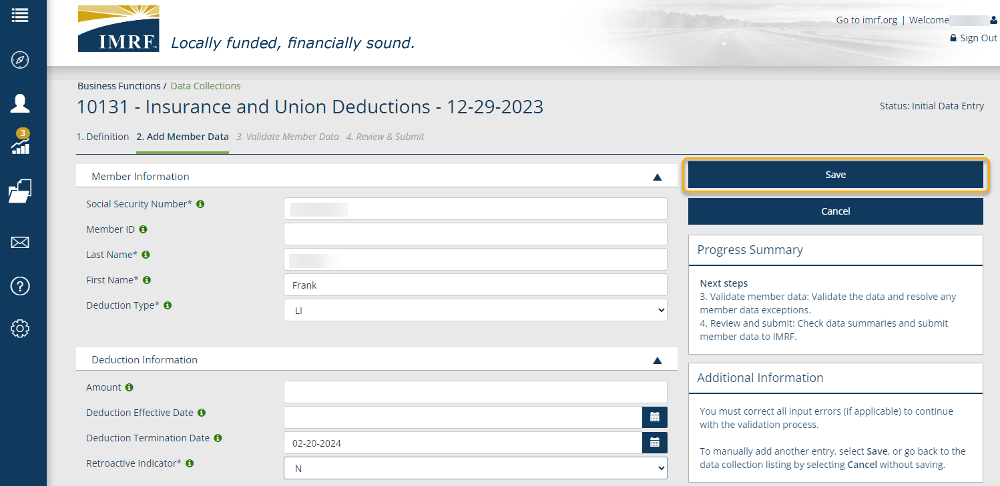 IMRF™
Locally funded, financially sound.
Go to imrf.org | Welcome
Sign Out
3
Business Functions / Data Collections
10131 - Insurance and Union Deductions - 12-29-2023
Status: Initial Data Entry
1. Definition 2. Add Member Data 3. Validate Member Data 4. Review & Submit
Member Information
Social Security Number*
Member ID
Last Name*
First Name* Frank
Deduction Type* LI
Deduction Information
Amount
Deduction Effective Date
Deduction Termination Date 02-20-2024
Retroactive Indicator* N
Save
Cancel
Progress Summary
Next steps
3. Validate member data: Validate the data and resolve any
member data exceptions.
4. Review and submit: Check data summaries and submit
member data to IMRF.
Additional Information
You must correct all input errors (if applicable) to continue
with the validation process.
To manually add another entry, select Save, or go back to the
data collection listing by selecting Cancel without saving.